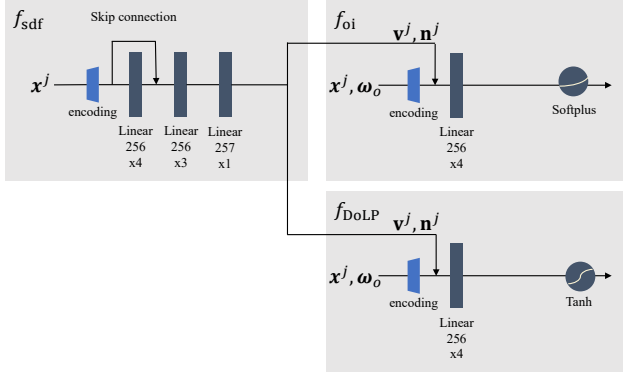 f_sdf
Skip connection
x^j
encoding
Linear
256
x4
Linear
256
x3
Linear
257
x1
f_oi
v^j, n^j
x^j, ω_o
encoding
Linear
256
x4
Softplus
f_DoLP
v^j, n^j
x^j, ω_o
encoding
Linear
256
x4
Tanh